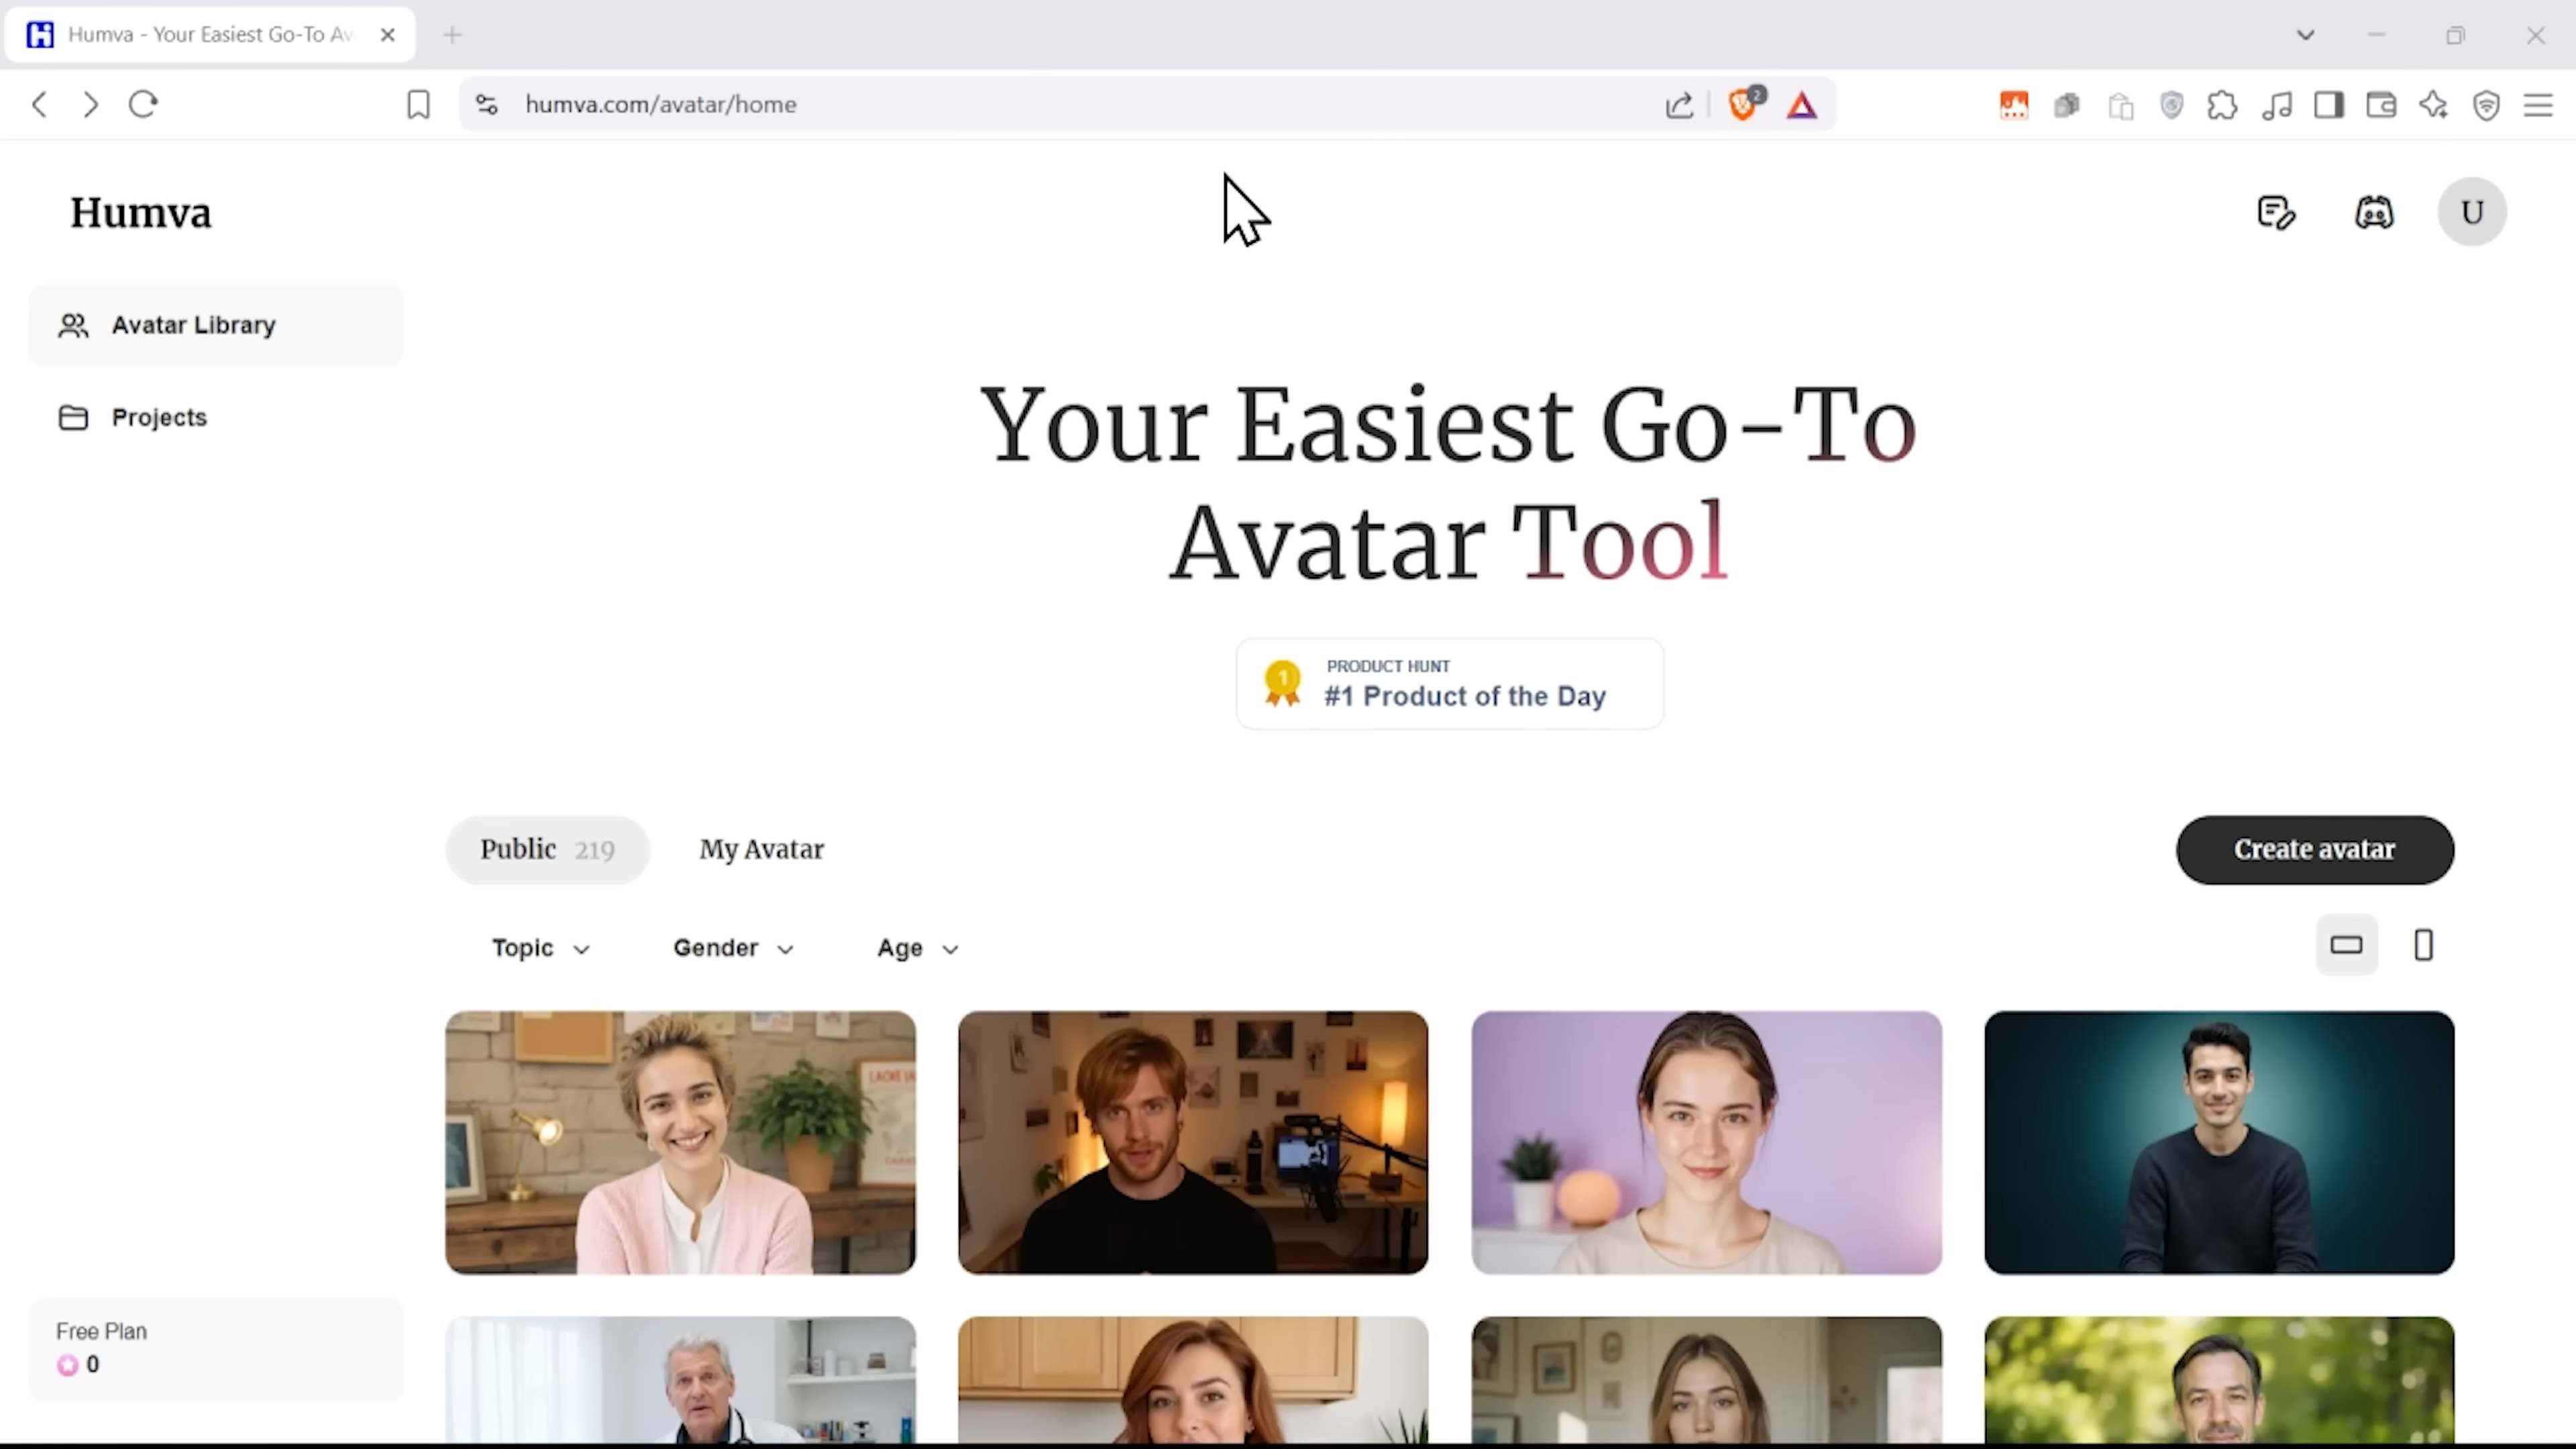 Humva - Your Easiest Go-To Av
humva.com/avatar/home
2
Humva
U
Avatar Library
Projects
Your Easiest Go-To
Avatar Tool
1
PRODUCT HUNT
#1 Product of the Day
Public 219
My Avatar
Create avatar
Topic
Gender
Age
Free Plan
0